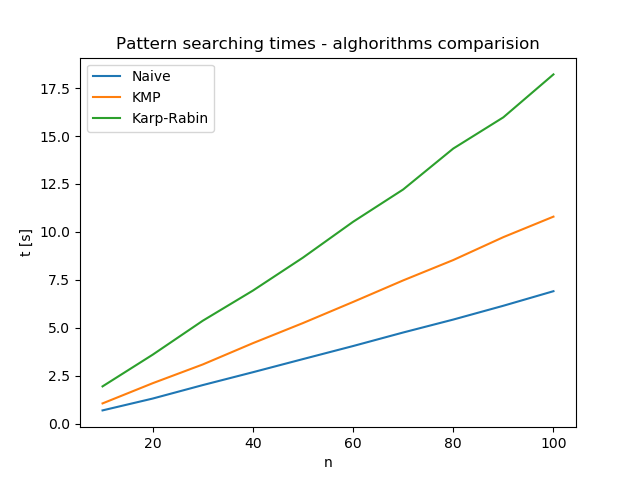 Pattern searching times - alghorithms comparision
Naive
KMP
Karp-Rabin
17.5
15.0
12.5
10.0
7.5
5.0
2.5
0.0
t [s]
20
40
60
80
100
n